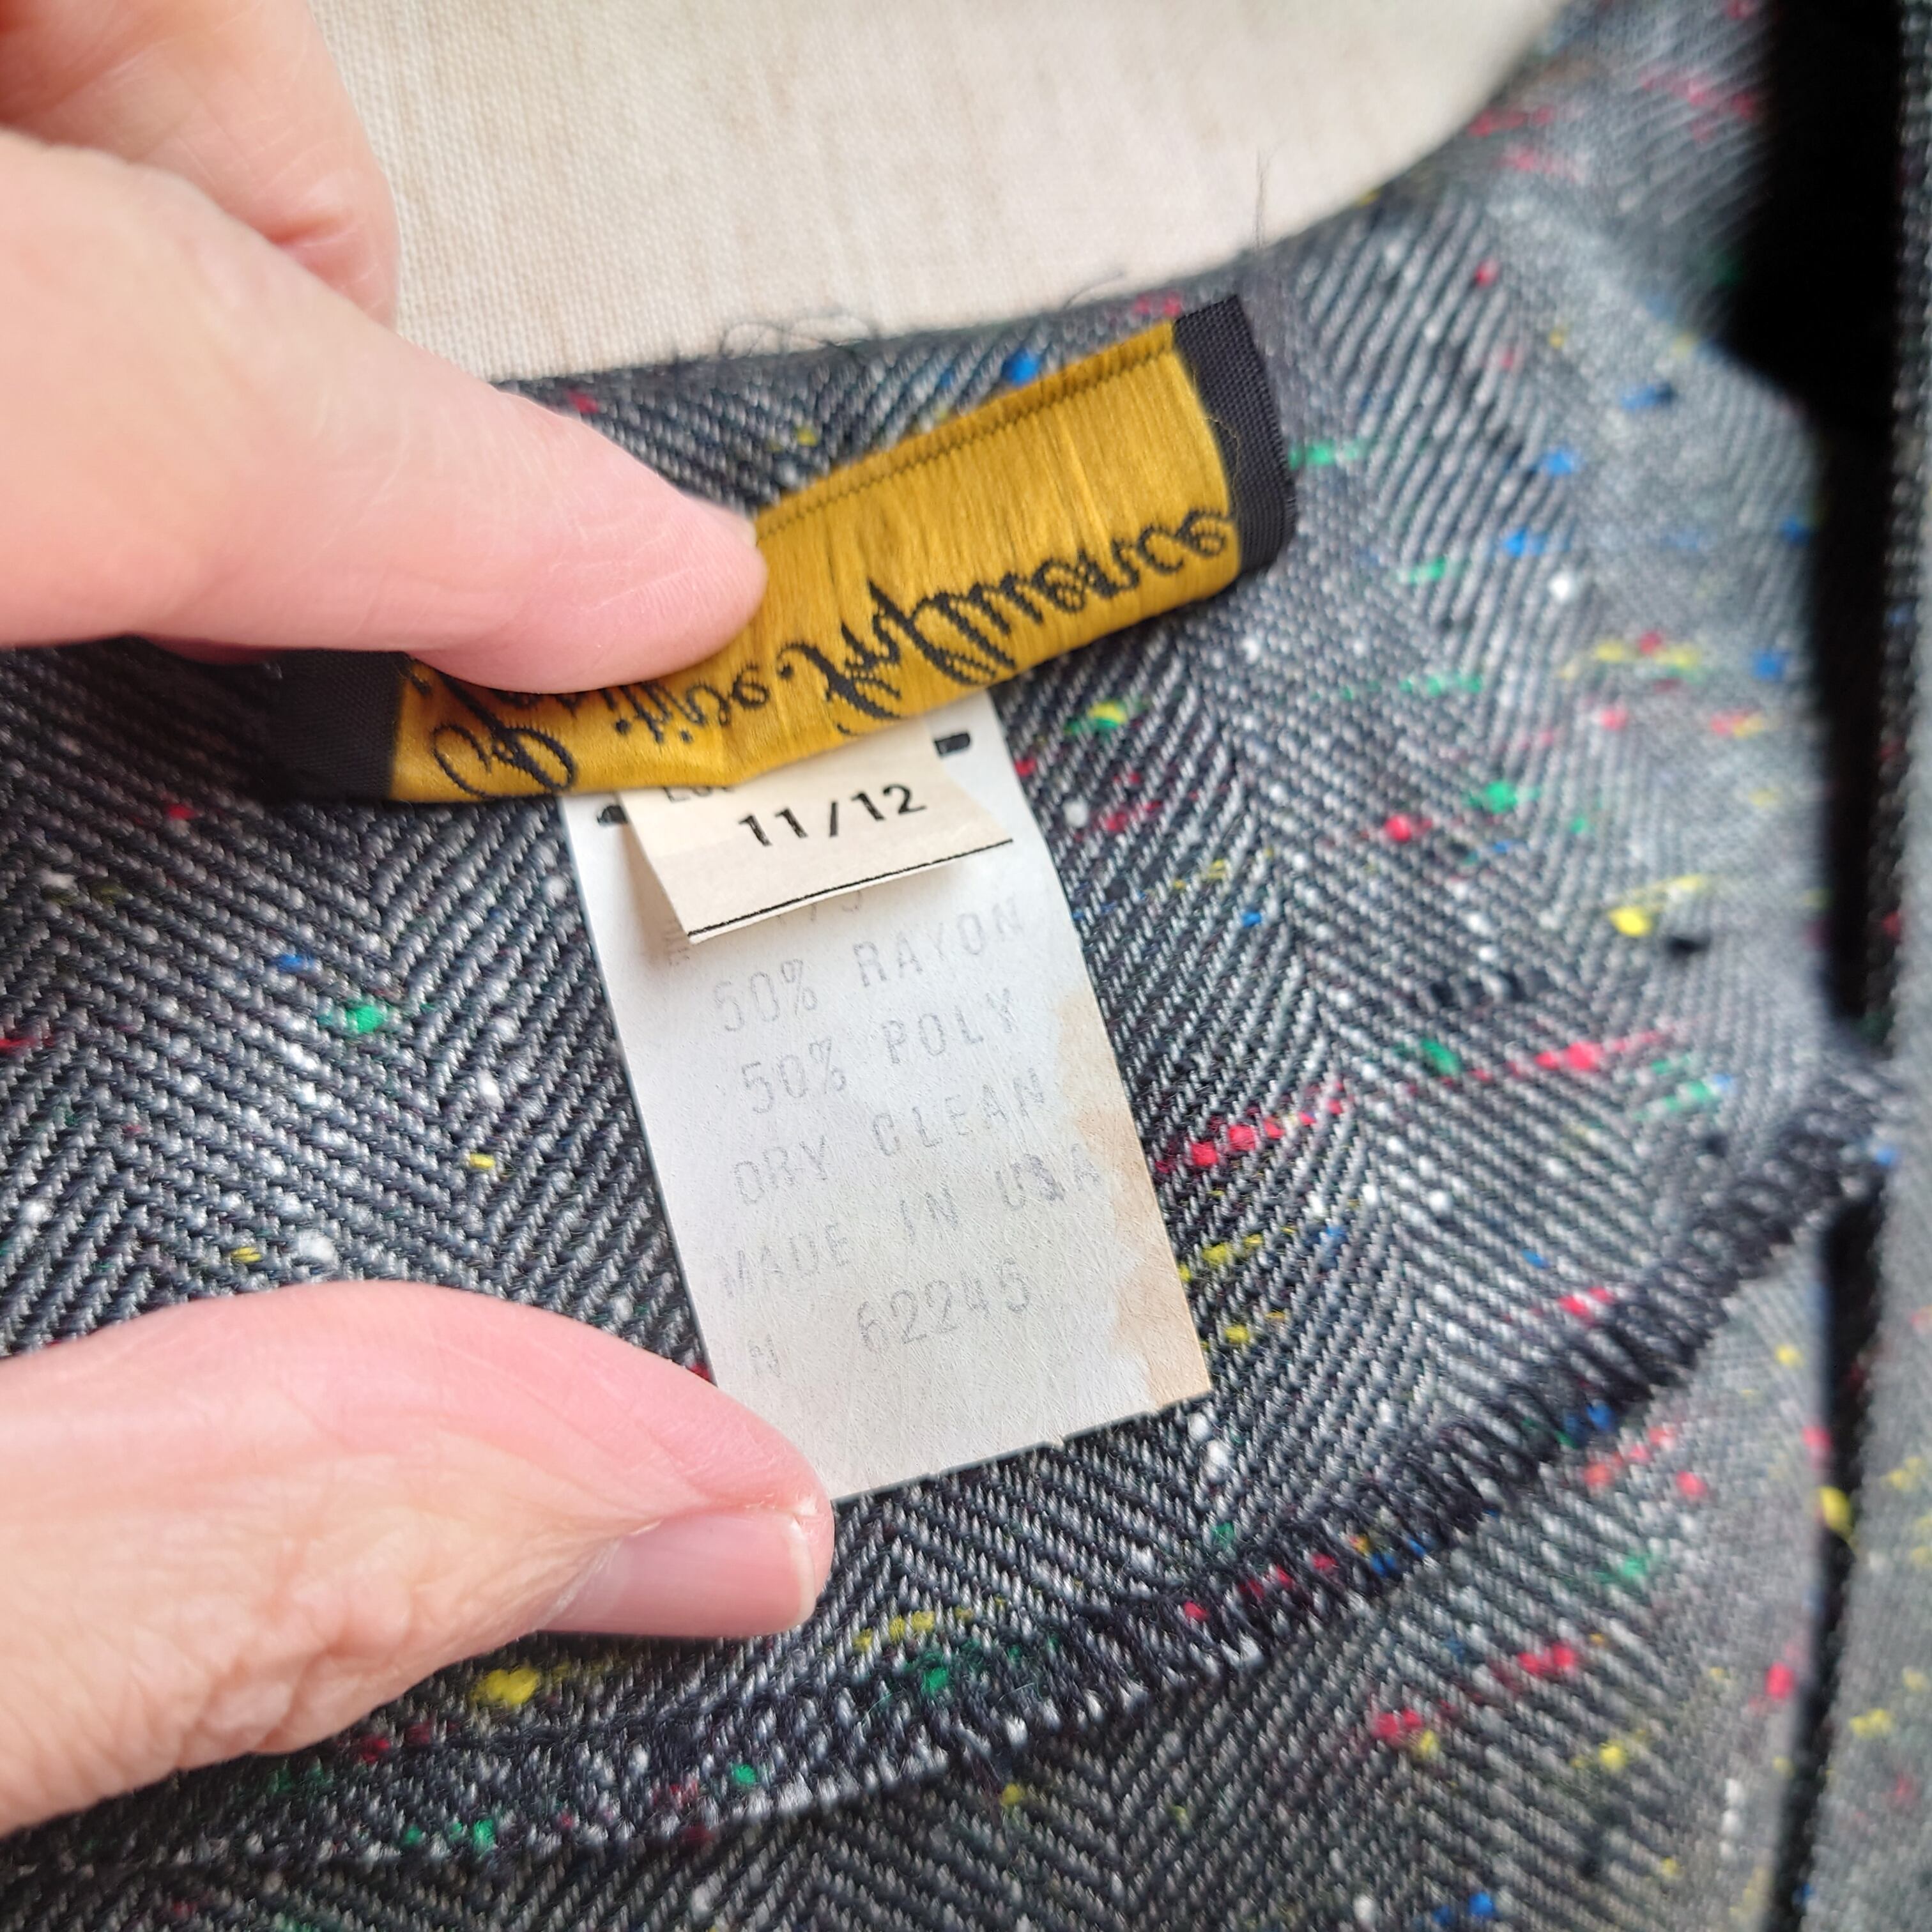 11/12
50% RAYON
50% POLY
DRY CLEAN
MADE IN USA
N 62245